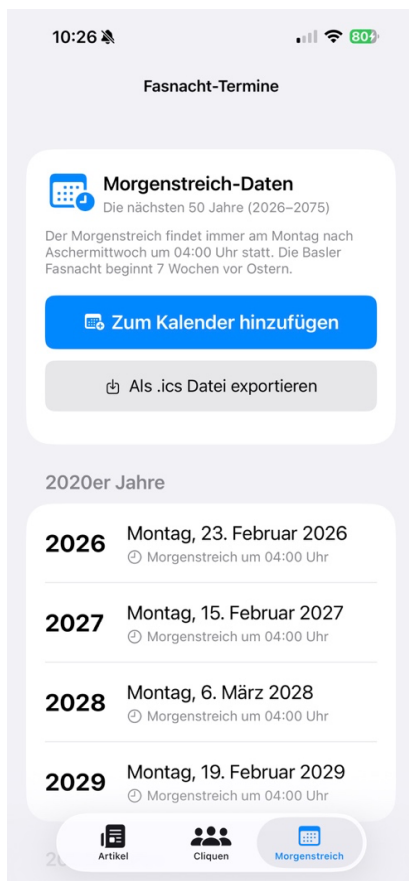 10:26
80
Fasnacht-Termine
Morgenstreich-Daten
Die nächsten 50 Jahre (2026–2075)
Der Morgenstreich findet immer am Montag nach
Aschermittwoch um 04:00 Uhr statt. Die Basler
Fasnacht beginnt 7 Wochen vor Ostern.
Zum Kalender hinzufügen
Als .ics Datei exportieren
2020er Jahre
2026
Montag, 23. Februar 2026
Morgenstreich um 04:00 Uhr
2027
Montag, 15. Februar 2027
Morgenstreich um 04:00 Uhr
2028
Montag, 6. März 2028
Morgenstreich um 04:00 Uhr
2029
Montag, 19. Februar 2029
Morgenstreich um 04:00 Uhr
Artikel
Cliquen
Morgenstreich